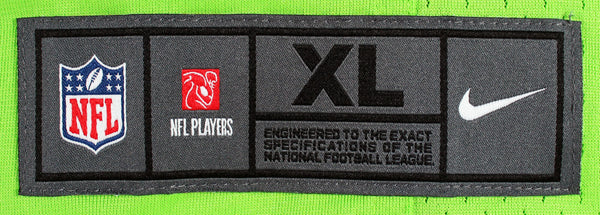 NFL
NFL PLAYERS
XL
ENGINEERED TO THE EXACT
SPECIFICATIONS OF THE
NATIONAL FOOTBALL LEAGUE.